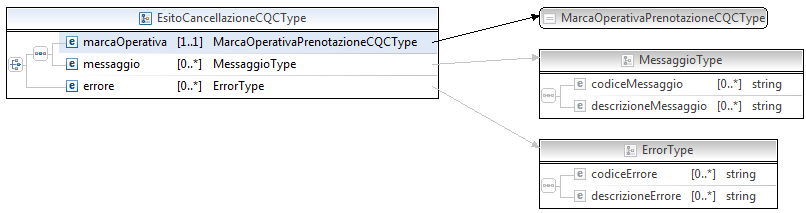 EsitoCancellazioneCQCType
e marcaOperativa [1..1] MarcaOperativaPrenotazioneCQCType
e messaggio [0..*] MessaggioType
e errore [0..*] ErrorType
MarcaOperativaPrenotazioneCQCType
MessaggioType
e codiceMessaggio [0..*] string
e descrizioneMessaggio [0..*] string
ErrorType
e codiceErrore [0..*] string
e descrizioneErrore [0..*] string